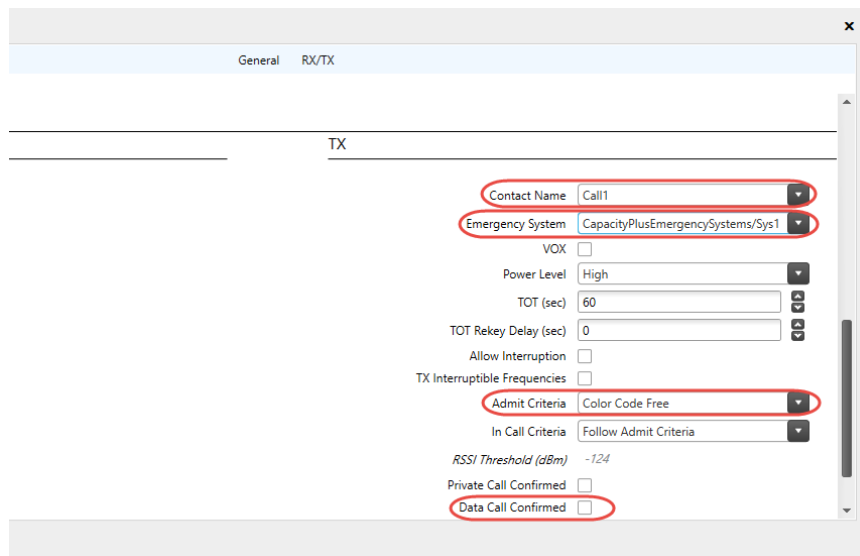 General RX/TX
TX
Contact Name Call1
Emergency System CapacityPlusEmergencySystems/Sys1
VOX
Power Level High
TOT (sec) 60
TOT Rekey Delay (sec) 0
Allow Interruption
TX Interruptible Frequencies
Admit Criteria Color Code Free
In Call Criteria Follow Admit Criteria
RSSI Threshold (dBm) -124
Private Call Confirmed
Data Call Confirmed